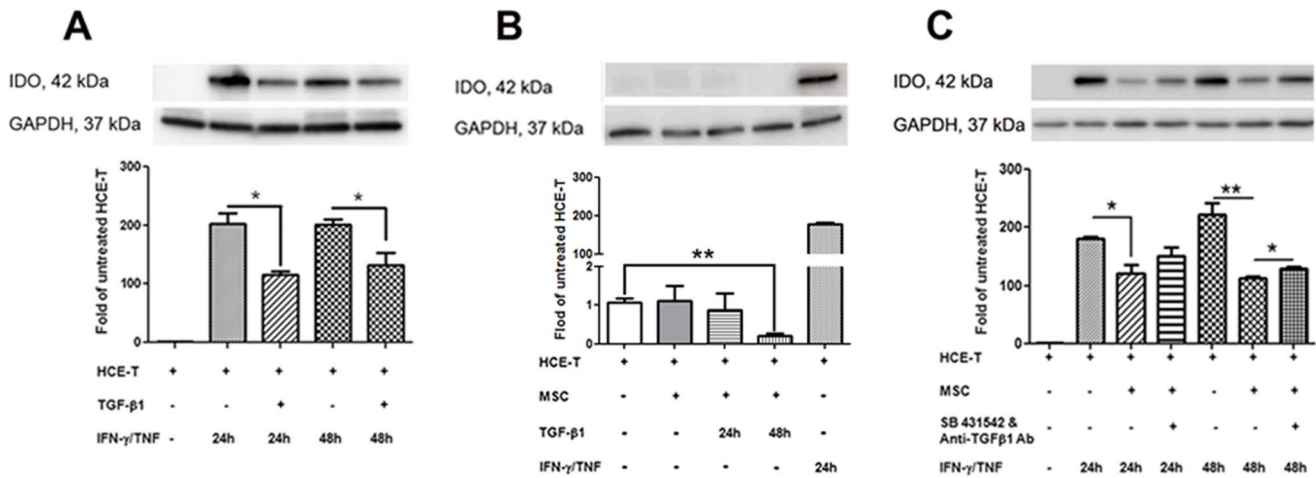 A
IDO, 42 kDa
GAPDH, 37 kDa
Fold of untreated HCE-T
300
200
100
0
*
*
HCE-T + + + + +
TGF-β1 - - + - +
IFN-γ/TNF - 24h 24h 48h 48h
B
IDO, 42 kDa
GAPDH, 37 kDa
Flod of untreated HCE-T
300
200
100
2
1
0
**
HCE-T + + + + +
MSC - + + + -
TGF-β1 - - 24h 48h -
IFN-γ/TNF - - - - 24h
C
IDO, 42 kDa
GAPDH, 37 kDa
Fold of untreated HCE-T
300
200
100
0
*
**
*
HCE-T + + + + + + +
MSC - - + + - + +
SB 431542 &
Anti-TGFβ1 Ab - - - + - - +
IFN-γ/TNF - 24h 24h 24h 48h 48h 48h